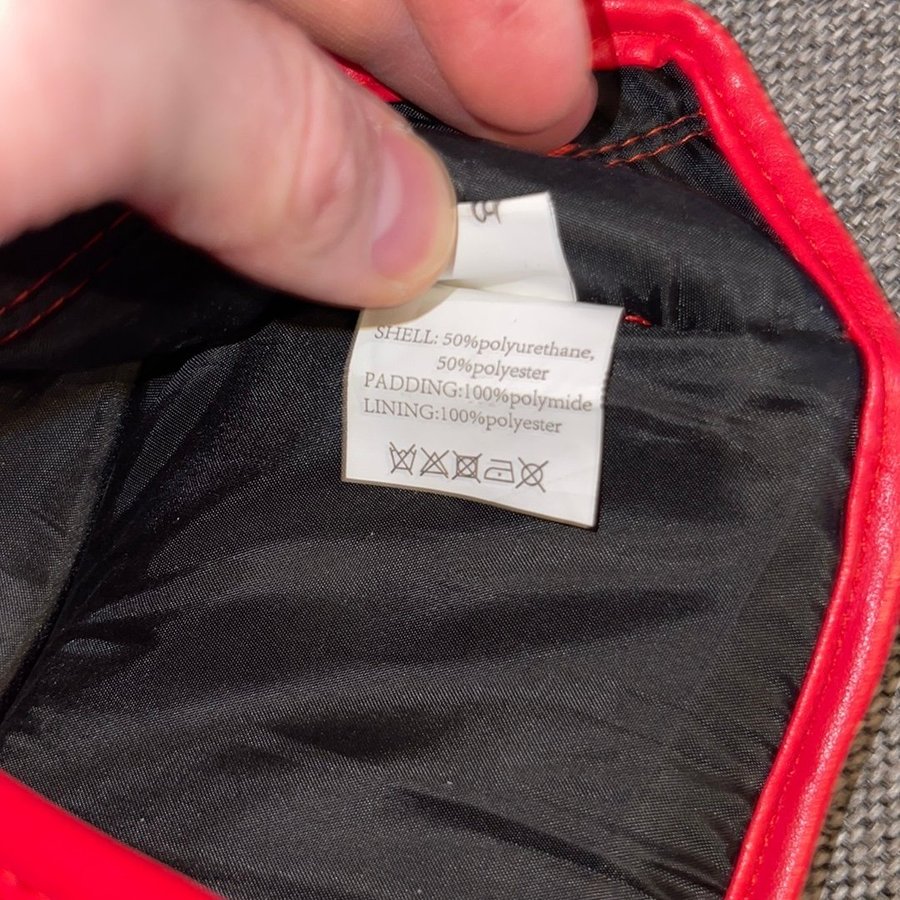 SHELL: 50%polyurethane,
50%polyester
PADDING:100%polymide
LINING:100%polyester